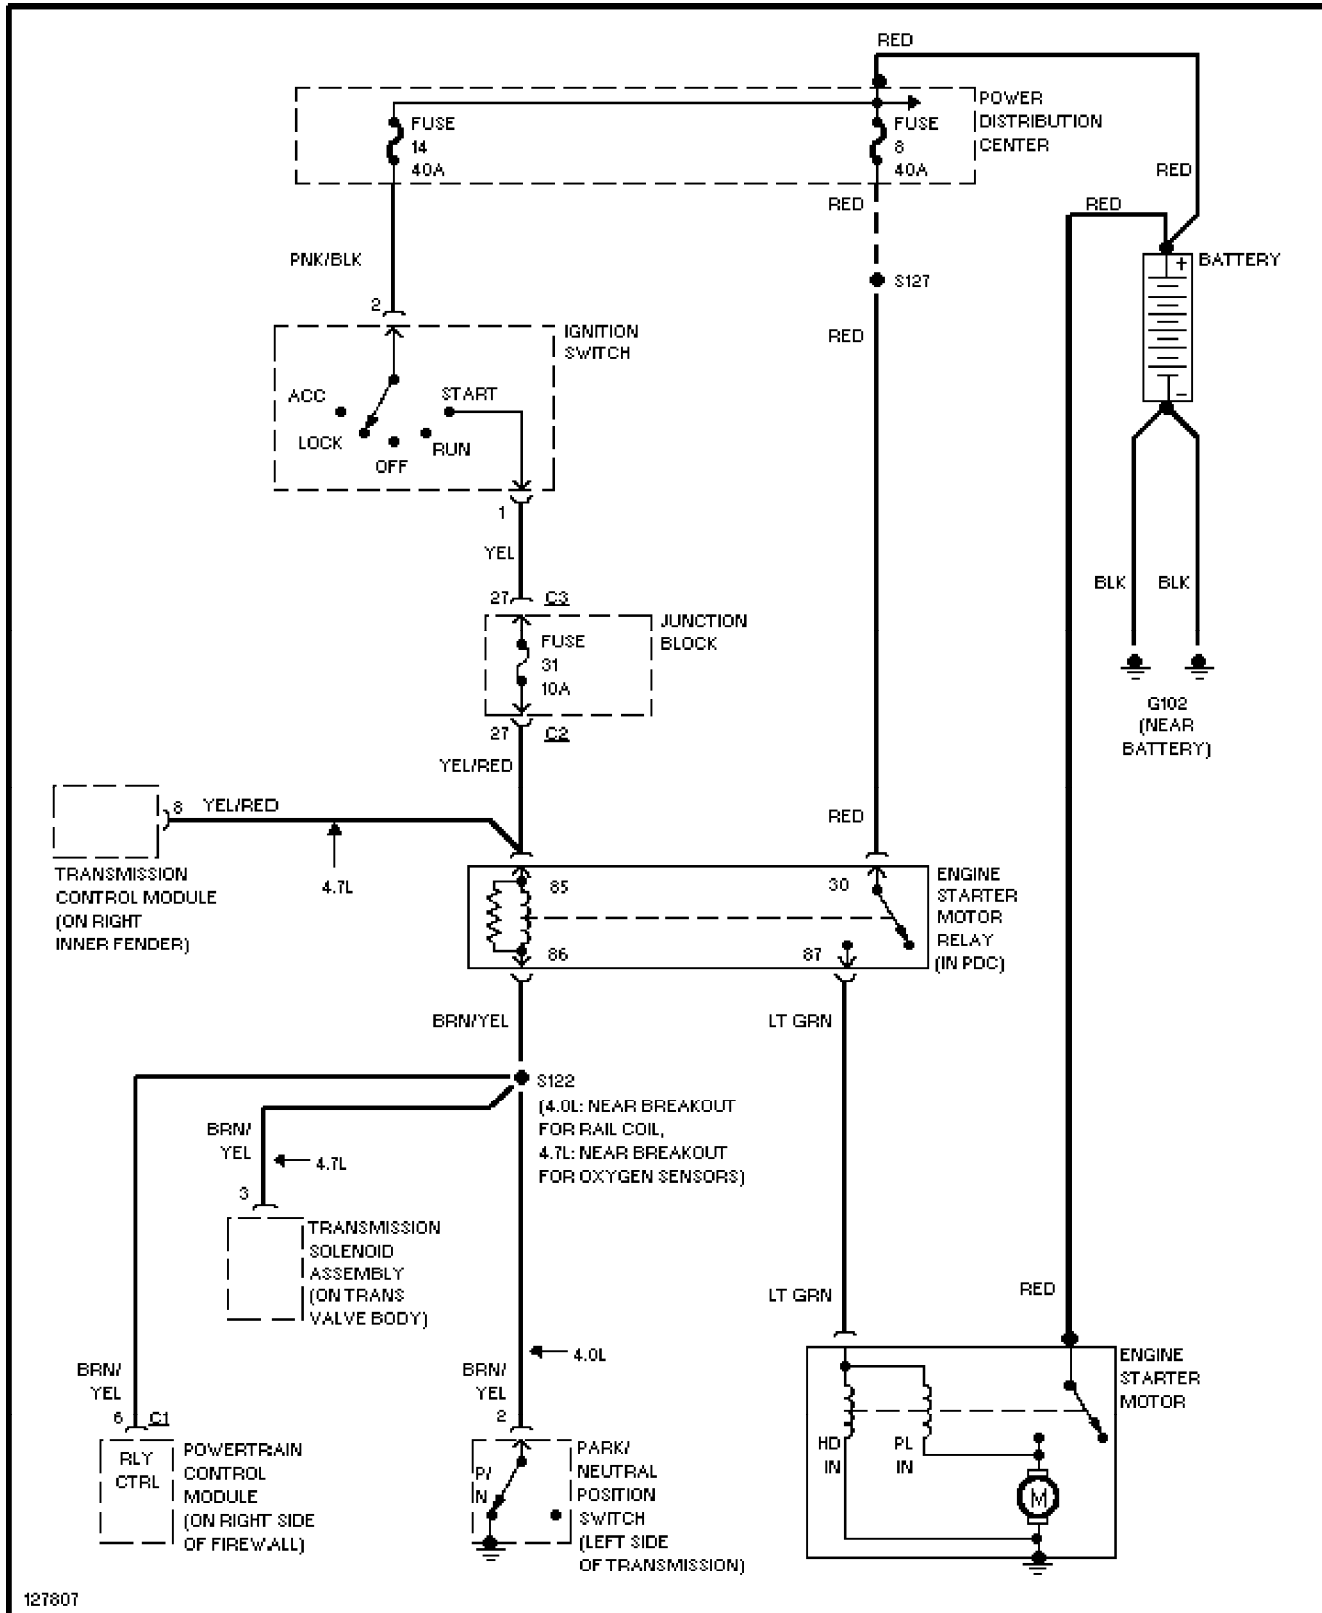 RED
POWER
DISTRIBUTION
CENTER
FUSE
14
40A
FUSE
8
40A
RED
RED
RED
PNK/BLK
S127
+
BATTERY
-
2
IGNITION
SWITCH
RED
ACC
START
LOCK
RUN
OFF
1
YEL
BLK
BLK
27
C3
JUNCTION
BLOCK
FUSE
31
10A
27
C2
G102
(NEAR
BATTERY)
YEL/RED
8
YEL/RED
RED
4.7L
TRANSMISSION
CONTROL MODULE
(ON RIGHT
INNER FENDER)
85
30
86
87
ENGINE
STARTER
MOTOR
RELAY
(IN PDC)
BRN/YEL
LT GRN
S122
(4.0L: NEAR BREAKOUT
FOR RAIL COIL,
4.7L: NEAR BREAKOUT
FOR OXYGEN SENSORS)
BRN/
YEL
4.7L
3
TRANSMISSION
SOLENOID
ASSEMBLY
(ON TRANS
VALVE BODY)
LT GRN
RED
4.0L
BRN/
YEL
6
C1
BRN/
YEL
2
RLY
CTRL
POWERTRAIN
CONTROL
MODULE
(ON RIGHT SIDE
OF FIREWALL)
P/
N
PARK/
NEUTRAL
POSITION
SWITCH
(LEFT SIDE
OF TRANSMISSION)
HD
IN
PL
IN
M
ENGINE
STARTER
MOTOR
127807